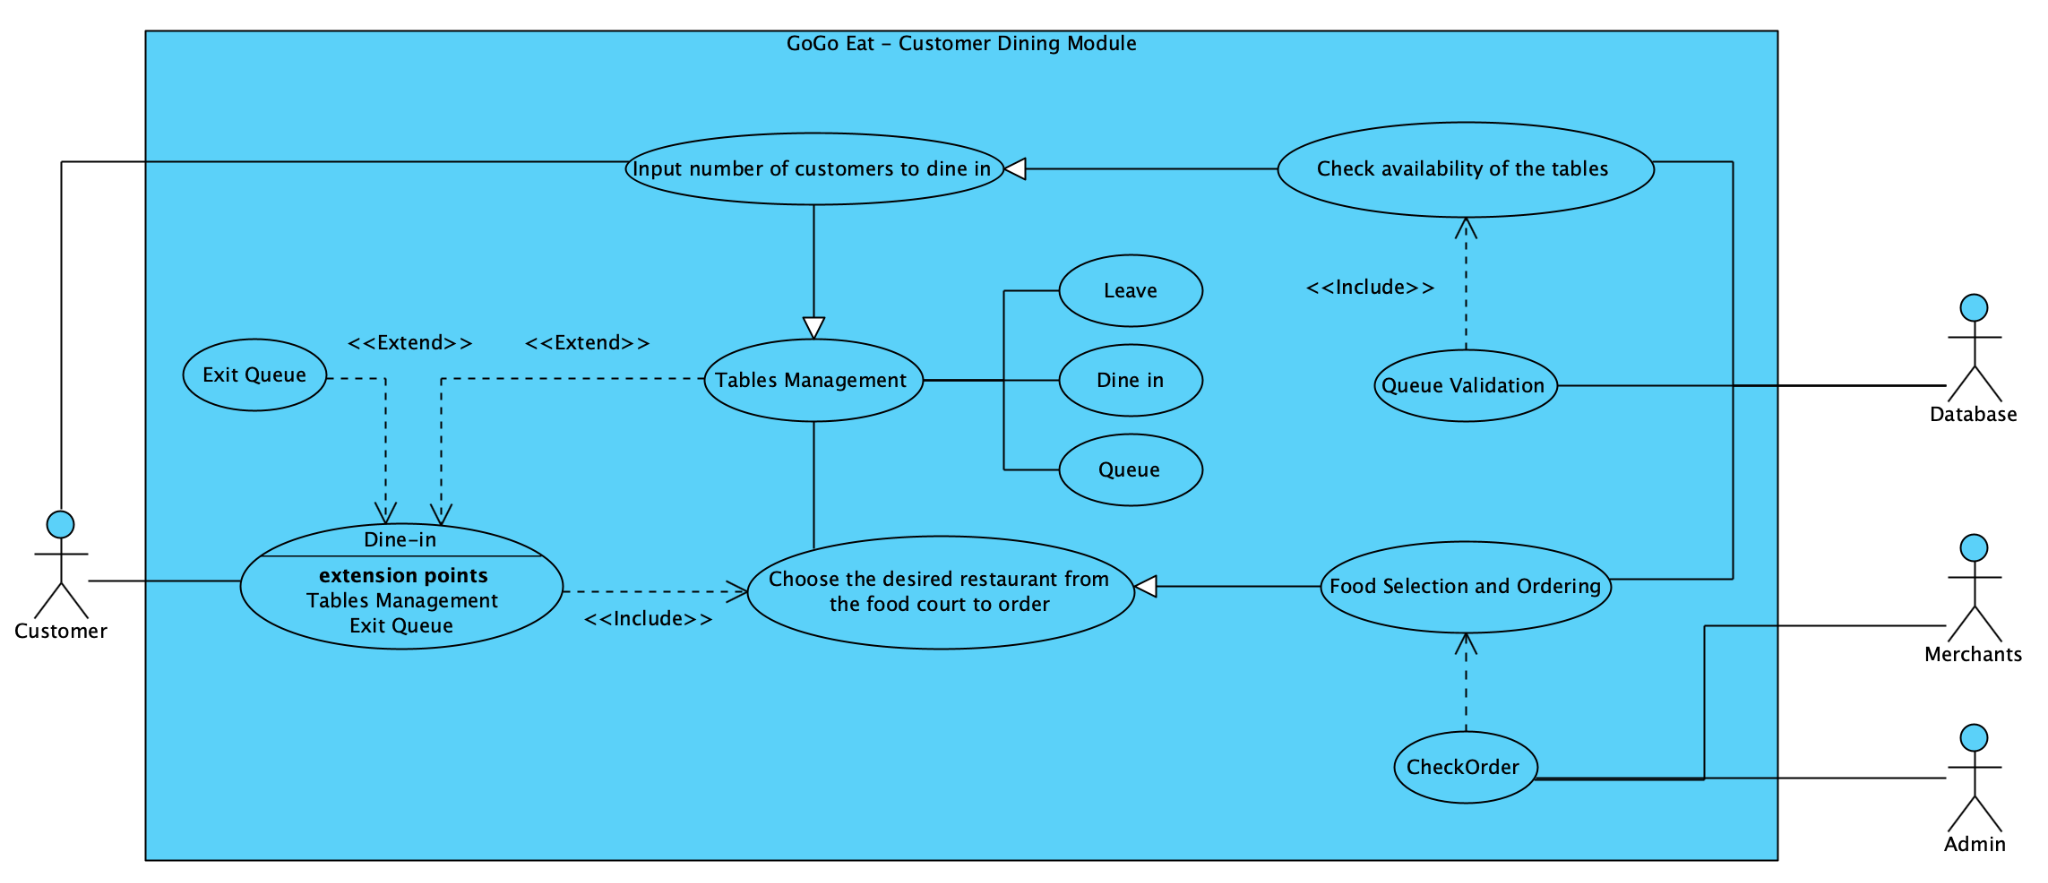 GoGo Eat - Customer Dining Module
Input number of customers to dine in
Check availability of the tables
Leave
<<Include>>
<<Extend>>
<<Extend>>
Exit Queue
Tables Management
Dine in
Queue Validation
Database
Queue
Dine-in
extension points
Tables Management
Exit Queue
<<Include>>
Choose the desired restaurant from
the food court to order
Food Selection and Ordering
Customer
Merchants
CheckOrder
Admin